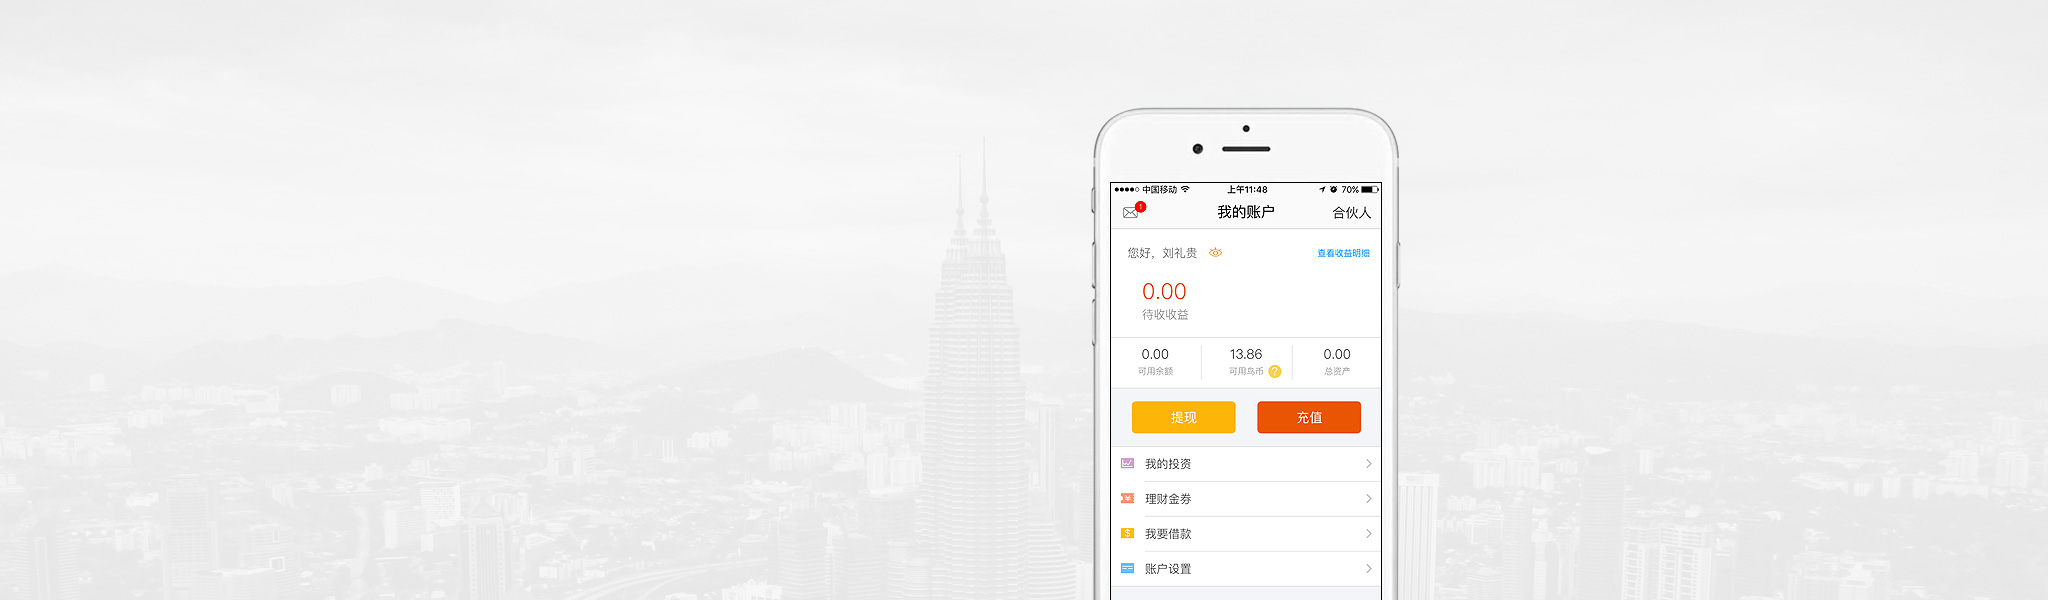 中国移动 上午11:48 70%
1
我的账户 合伙人
您好，刘礼贵 查看收益明细
0.00
待收收益
0.00 13.86 0.00
可用余额 可用鸟币 ? 总资产
提现 充值
我的投资
理财金券
我要借款
账户设置